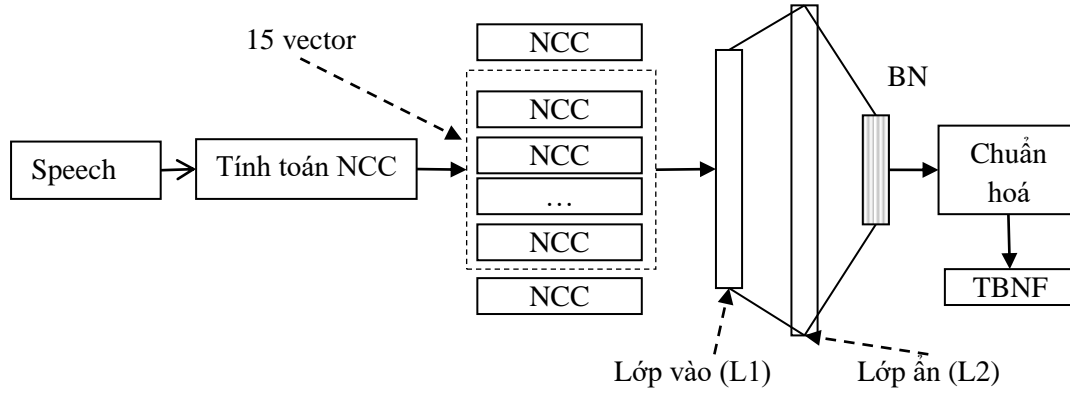 15 vector
NCC
NCC
NCC
…
NCC
NCC
Speech
Tính toán NCC
BN
Chuẩn
hoá
TBNF
Lớp vào (L1)
Lớp ẩn (L2)